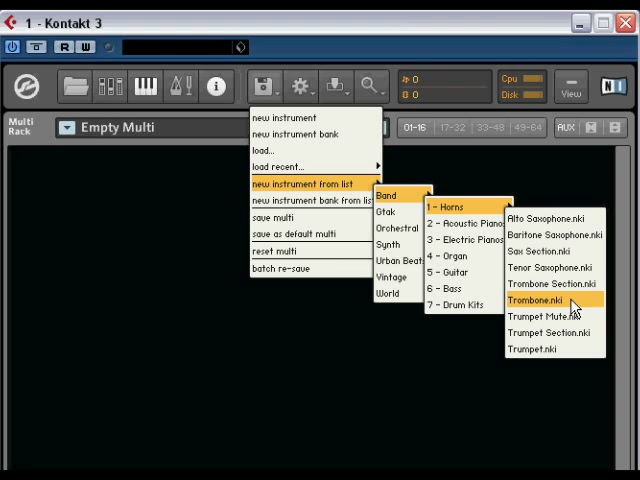 1 - Kontakt 3
R W
0
0
Cpu
Disk
View
N I
Multi
Rack
Empty Multi
01-16 17-32 33-48 49-64
AUX
new instrument
new instrument bank
load...
load recent...
new instrument from list
new instrument bank from lis
save multi
save as default multi
reset multi
batch re-save
Band
Gtak
Orchestral
Synth
Urban Beat
Vintage
World
1 - Horns
2 - Acoustic Pianos
3 - Electric Pianos
4 - Organ
5 - Guitar
6 - Bass
7 - Drum Kits
Alto Saxophone.nki
Baritone Saxophone.nki
Sax Section.nki
Tenor Saxophone.nki
Trombone Section.nki
Trombone.nki
Trumpet Mute.nki
Trumpet Section.nki
Trumpet.nki